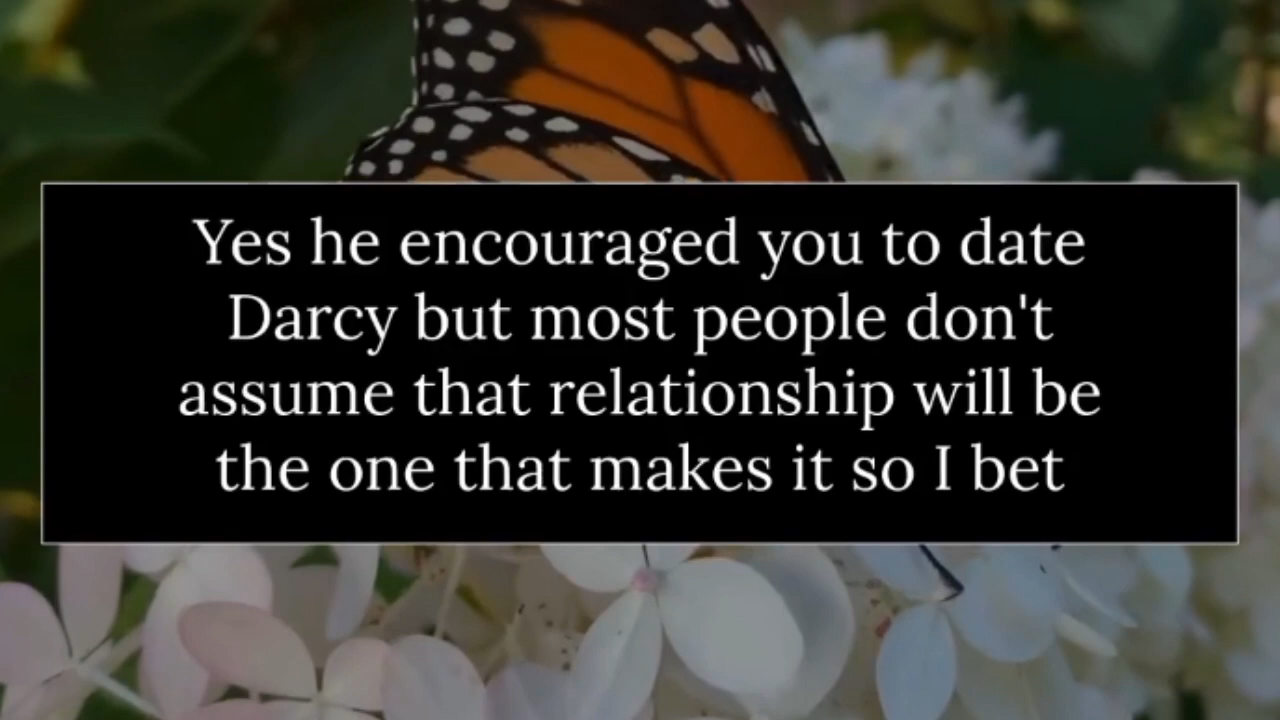 Yes he encouraged you to date
Darcy but most people don't
assume that relationship will be
the one that makes it so I bet